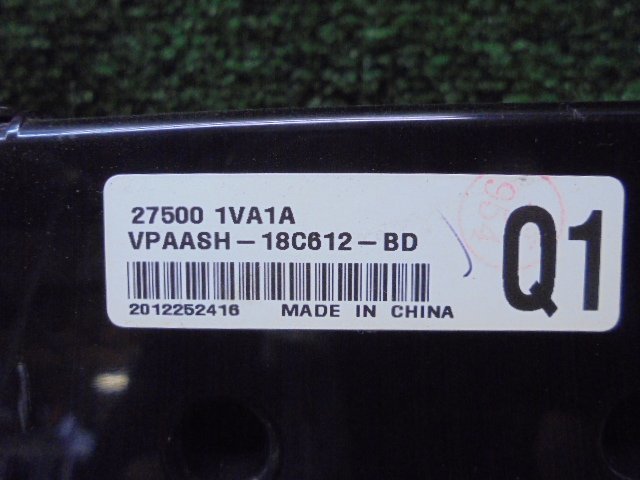 27500 1VA1A
VPAASH-18C612-BD
2012252416 MADE IN CHINA
Q1